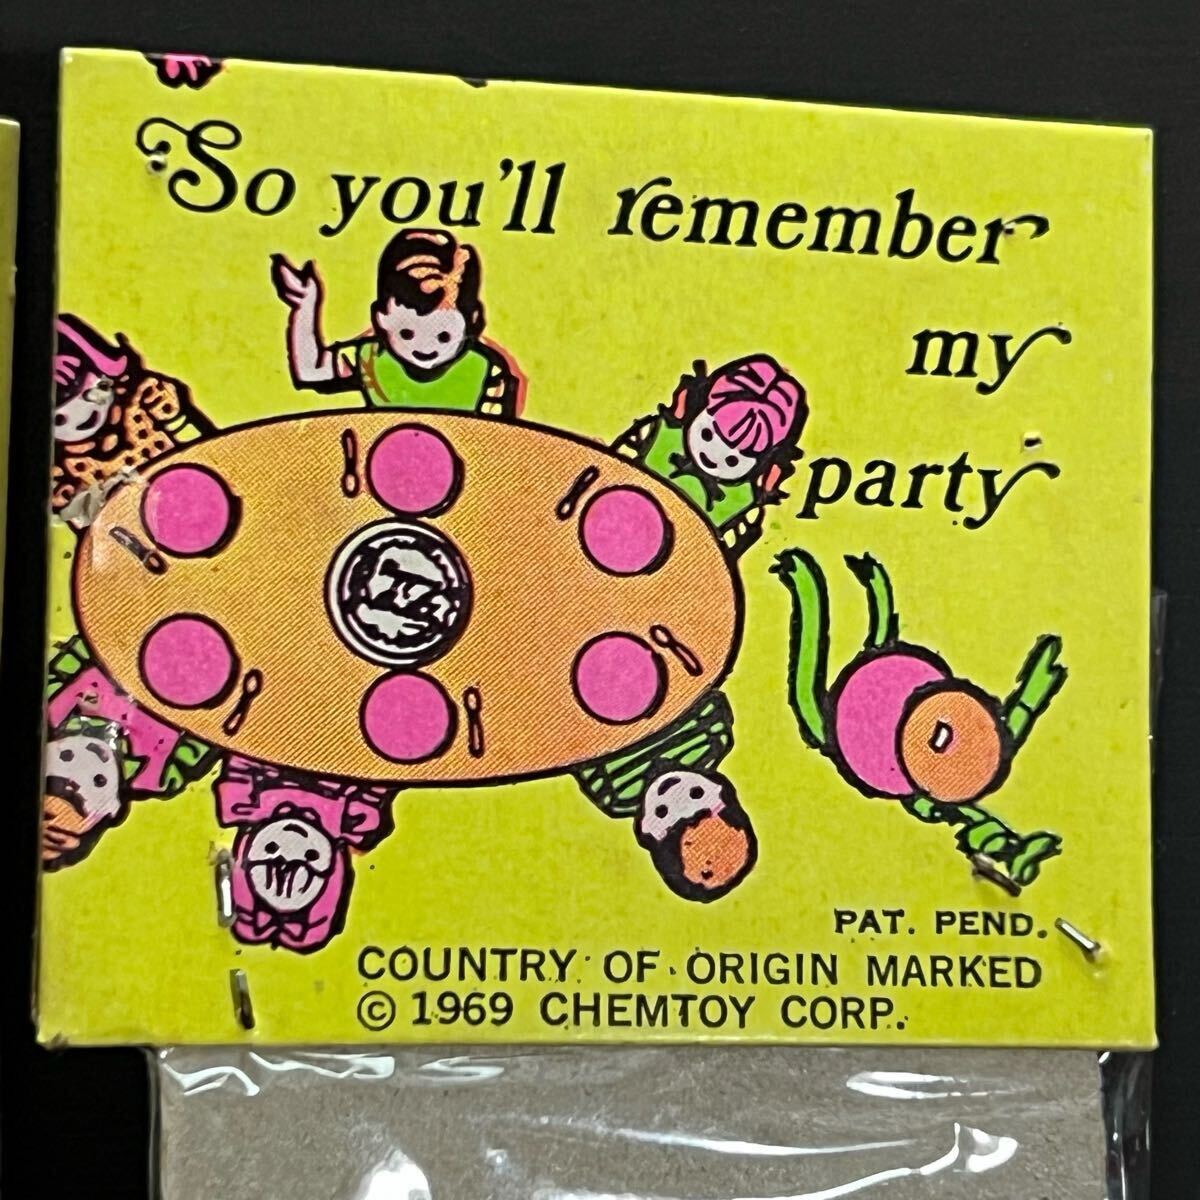 So you'll remember
my
party
PAT. PEND.
COUNTRY OF ORIGIN MARKED
© 1969 CHEMTOY CORP.